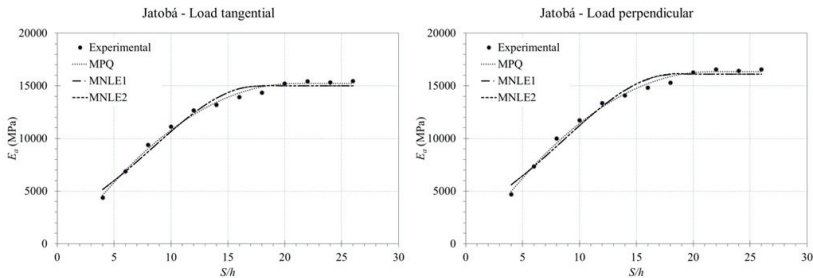 Jatobá - Load tangential
20000
15000
10000
5000
0
Eₐ (MPa)
Experimental
MPQ
MNLE1
MNLE2
0 5 10 15 20 25 30
S/h
Jatobá - Load perpendicular
20000
15000
10000
5000
0
Eₐ (MPa)
Experimental
MPQ
MNLE1
MNLE2
0 5 10 15 20 25 30
S/h